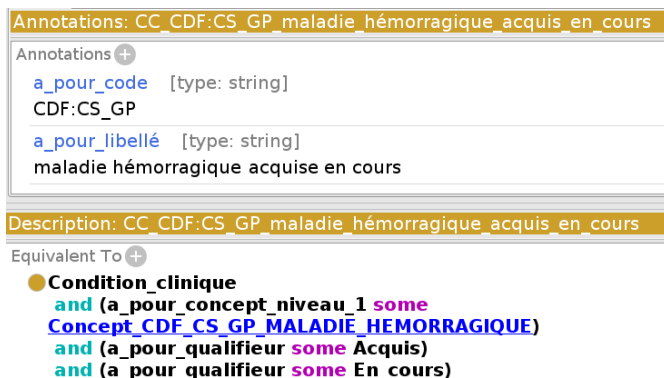 Annotations: CC_CDF:CS_GP_maladie_hémorragique_acquis_en_cours
Annotations
a_pour_code [type: string]
CDF:CS_GP
a_pour_libellé [type: string]
maladie hémorragique acquise en cours
Description: CC_CDF:CS_GP_maladie_hémorragique_acquis_en_cours
Equivalent To
Condition_clinique
and (a_pour_concept_niveau_1 some
Concept_CDF_CS_GP_MALADIE_HEMORRAGIQUE)
and (a_pour_qualifieur some Acquis)
and (a_pour_qualifieur some En_cours)